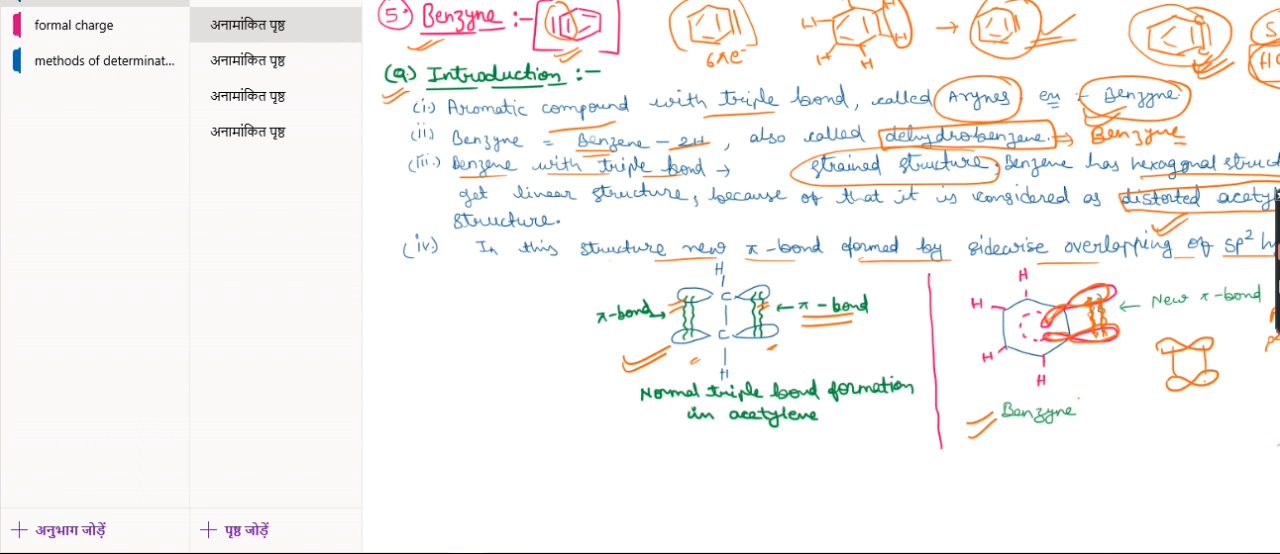 formal charge
methods of determinat...
अनामांकित पृष्ठ
अनामांकित पृष्ठ
अनामांकित पृष्ठ
अनामांकित पृष्ठ
+ अनुभाग जोड़ें
+ पृष्ठ जोड़ें
5 Benzyne :-
6πe-
H
H
H
(a) Introduction :-
(i) Aromatic compound with triple bond, called Arynes ex :- Benzyne
(ii) Benzyne = Benzene - 2H, also called dehydrobenzene. → Benzyne
(iii) Benzene with triple bond → strained structure, Benzene has hexagonal struct
get linear structure, because of that it is considered as distorted acety
structure.
(iv) In this structure new π-bond formed by sidewise overlapping of sp² h
H
C
C
H
π-bond →
← π-bond
Normal triple bond formation
in acetylene
H
H
H
H
← New π-bond
Benzyne